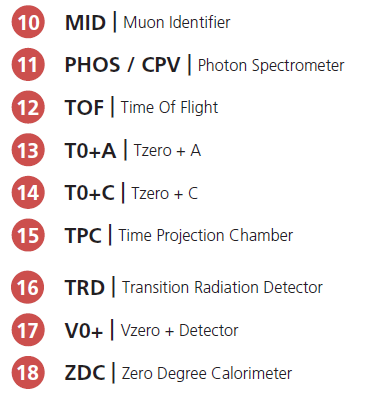 10 MID | Muon Identifier
11 PHOS / CPV | Photon Spectrometer
12 TOF | Time Of Flight
13 T0+A | Tzero + A
14 T0+C | Tzero + C
15 TPC | Time Projection Chamber
16 TRD | Transition Radiation Detector
17 V0+ | Vzero + Detector
18 ZDC | Zero Degree Calorimeter